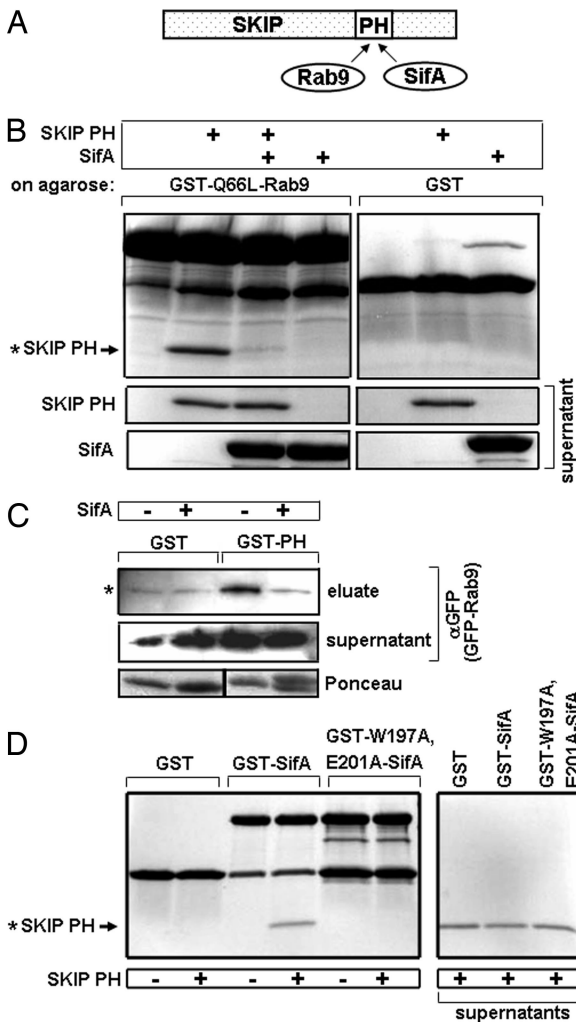 A
SKIP PH
Rab9 SifA
B
SKIP PH + + +
SifA + + +
on agarose: GST-Q66L-Rab9 GST
* SKIP PH
SKIP PH
SifA
supernatant
C
SifA - + - +
GST GST-PH
* eluate
supernatant
Ponceau
αGFP
(GFP-Rab9)
D
GST GST-SifA GST-W197A,
E201A-SifA
GST
GST-SifA
GST-W197A,
E201A-SifA
* SKIP PH
SKIP PH - + - + - + + + +
supernatants